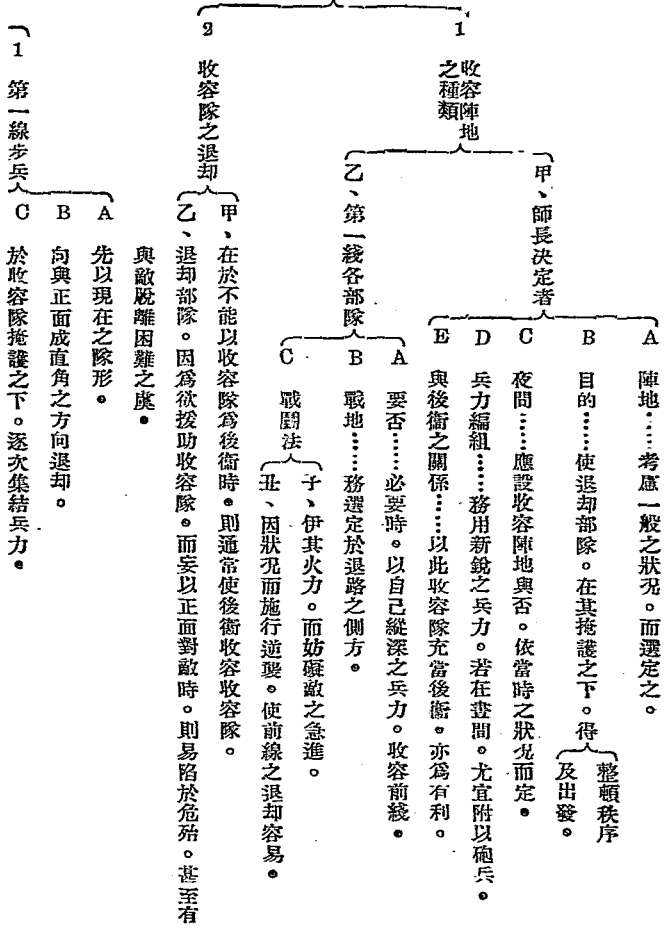 1 收容陣地
之種類
甲、師長決定者
A 陣地……考慮一般之狀況。而選定之。
B 目的……使退却部隊。在其掩護之下。得
整頓秩序
及出發。
C 夜間……應設收容陣地與否。依當時之狀況而定。
D 兵力編組……務用新銳之兵力。若在晝間。尤宜附以砲兵。
E 與後衞之關係……以此收容隊充當後衞。亦爲有利。
乙、第一綫各部隊
A 要否……必要時。以自己縱深之兵力。收容前綫。
B 戰地……務選定於退路之側方。
C 戰鬭法
子、伊其火力。而妨礙敵之急進。
丑、因狀況而施行逆襲。使前線之退却容易。
2 收容隊之退却
甲、在於不能以收容隊爲後衞時。則通常使後衞收容收容隊。
乙、退却部隊。因爲欲援助收容隊。而妄以正面對敵時。則易陷於危殆。甚至有
與敵脫離困難之虞。
1 第一線步兵
A 先以現在之隊形。
B 向與正面成直角之方向退却。
C 於收容隊掩護之下。逐次集結兵力。